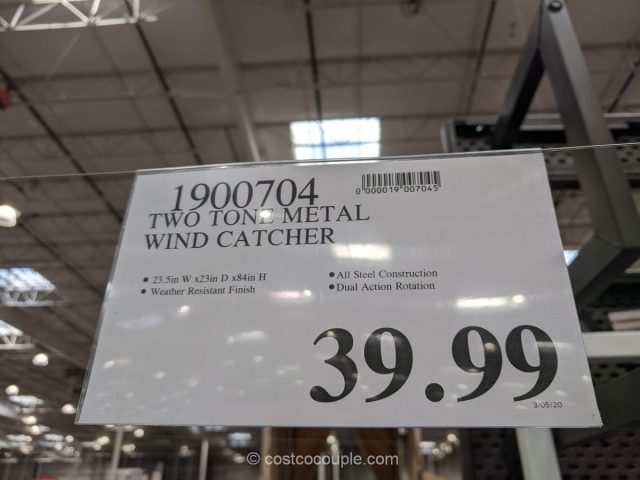 1900704
0 000019 007045
TWO TONE METAL
WIND CATCHER
• 23.5in W x23in D x84in H
• Weather Resistant Finish
• All Steel Construction
• Dual Action Rotation
39.99
3/05/20
© costcocouple.com